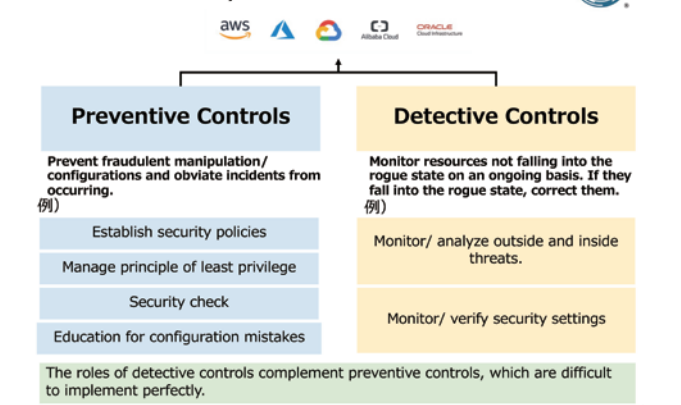 aws
Alibaba Cloud
ORACLE
Cloud Infrastructure
Preventive Controls
Detective Controls
Prevent fraudulent manipulation/
configurations and obviate incidents from
occurring.
例）
Monitor resources not falling into the
rogue state on an ongoing basis. If they
fall into the rogue state, correct them.
例）
Establish security policies
Manage principle of least privilege
Security check
Education for configuration mistakes
Monitor/ analyze outside and inside
threats.
Monitor/ verify security settings
The roles of detective controls complement preventive controls, which are difficult
to implement perfectly.